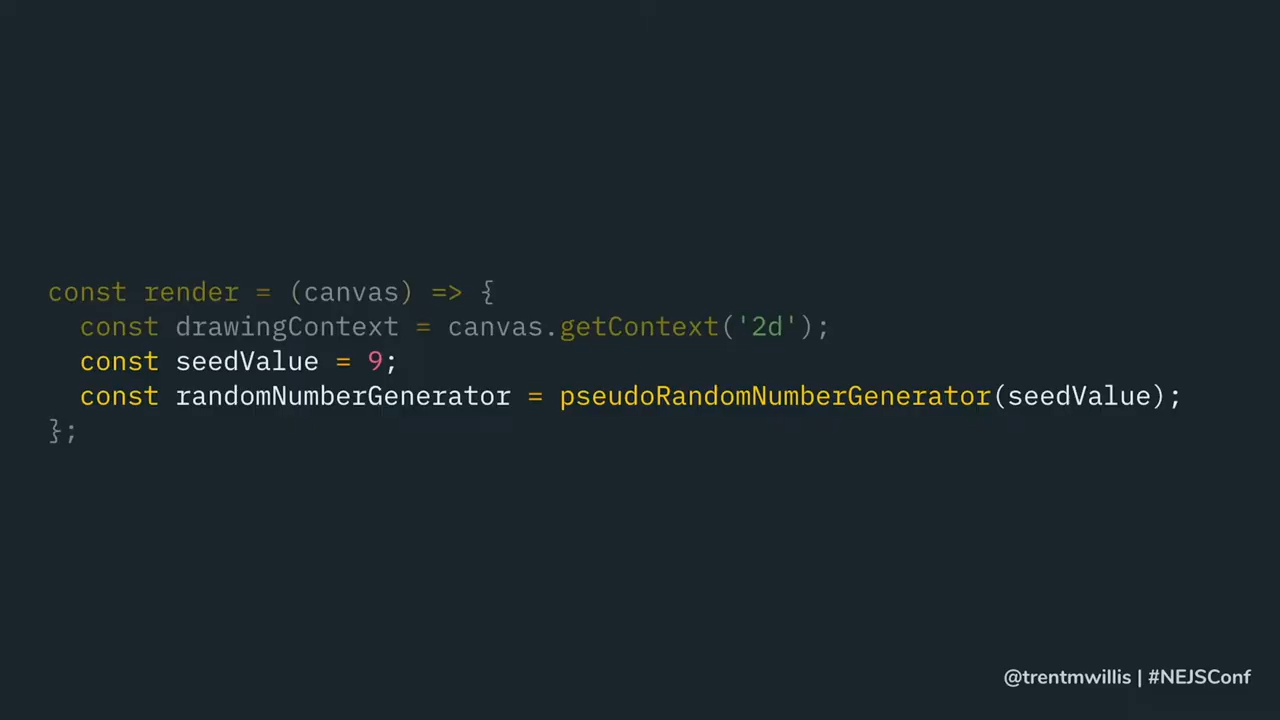 const render = (canvas) => {
  const drawingContext = canvas.getContext('2d');
  const seedValue = 9;
  const randomNumberGenerator = pseudoRandomNumberGenerator(seedValue);
};
@trentmwillis | #NEJSConf